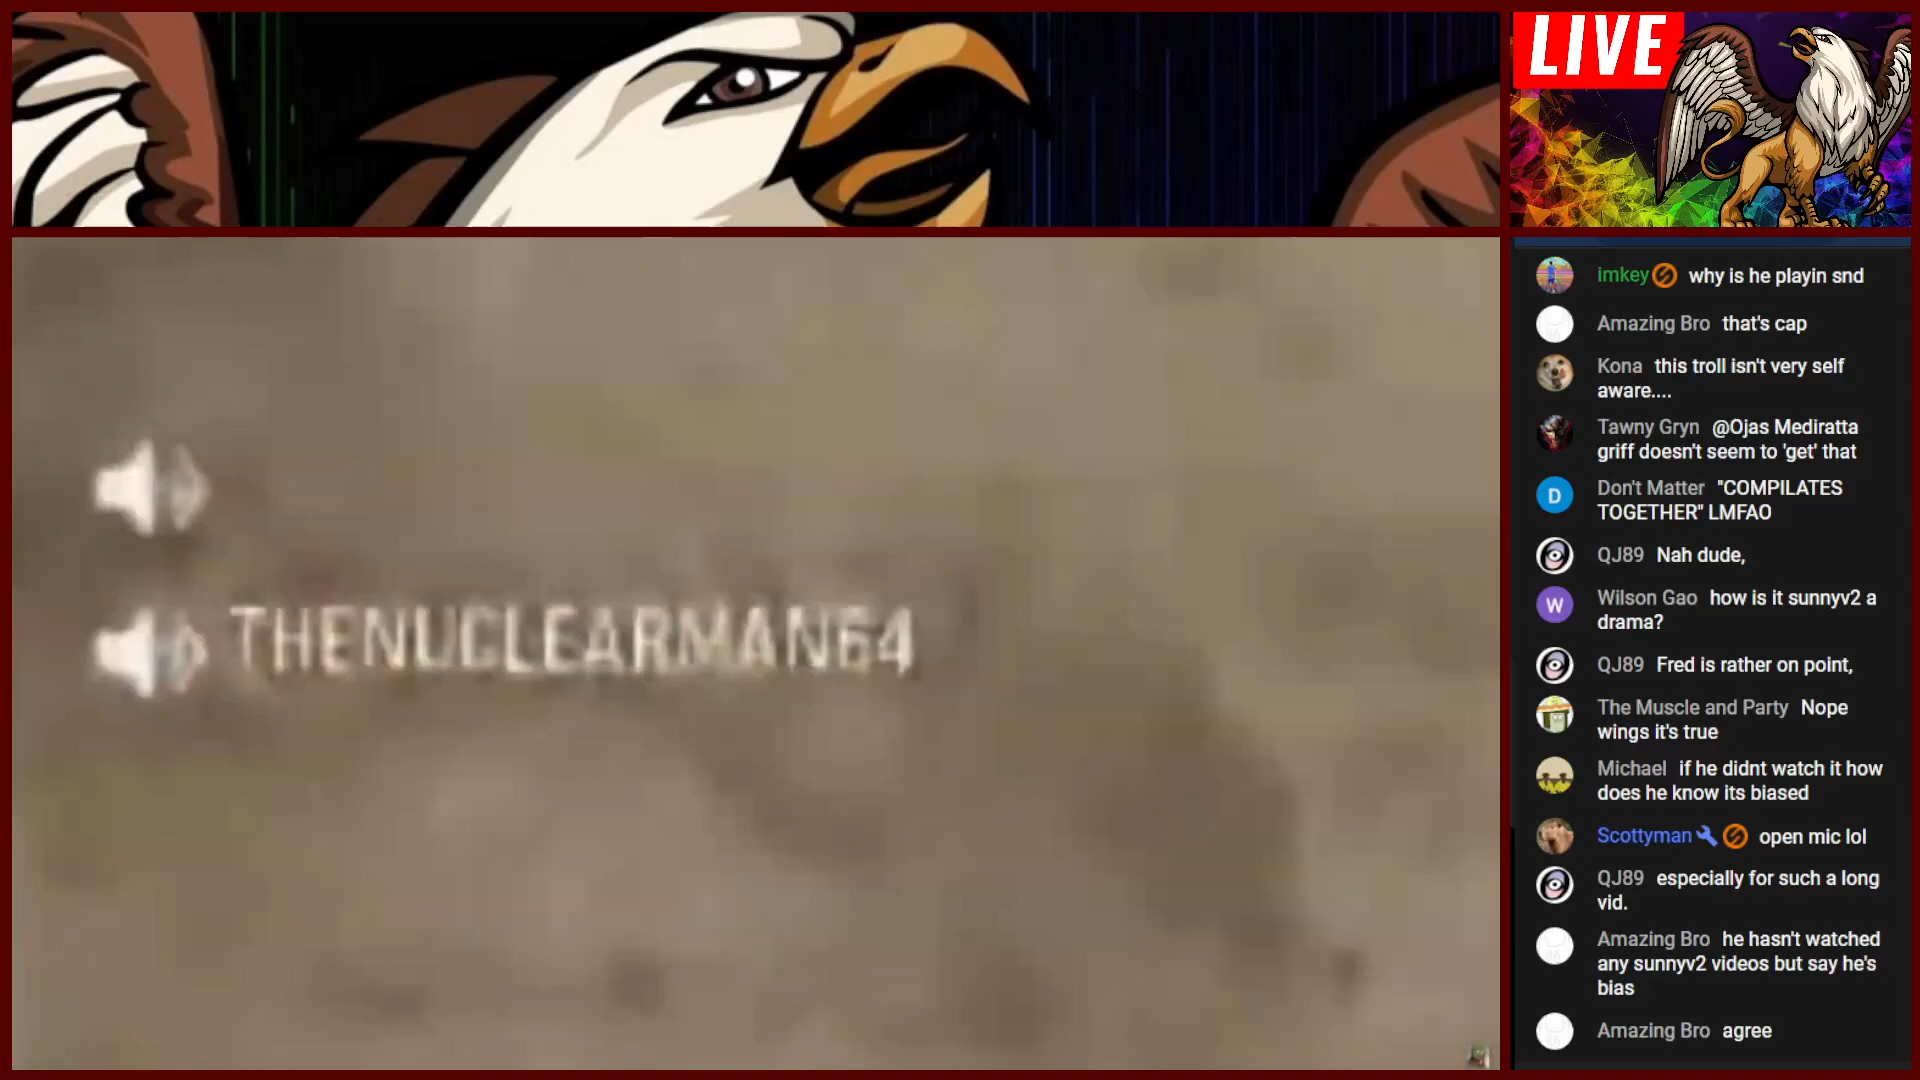 LIVE
THENUCLEARMAN64
imkey why is he playin snd
Amazing Bro that's cap
Kona this troll isn't very self
aware....
Tawny Gryn @Ojas Mediratta
griff doesn't seem to 'get' that
D
Don't Matter "COMPILATES
TOGETHER" LMFAO
QJ89 Nah dude,
W
Wilson Gao how is it sunnyv2 a
drama?
QJ89 Fred is rather on point,
The Muscle and Party Nope
wings it's true
Michael if he didnt watch it how
does he know its biased
Scottyman open mic lol
QJ89 especially for such a long
vid.
Amazing Bro he hasn't watched
any sunnyv2 videos but say he's
bias
Amazing Bro agree